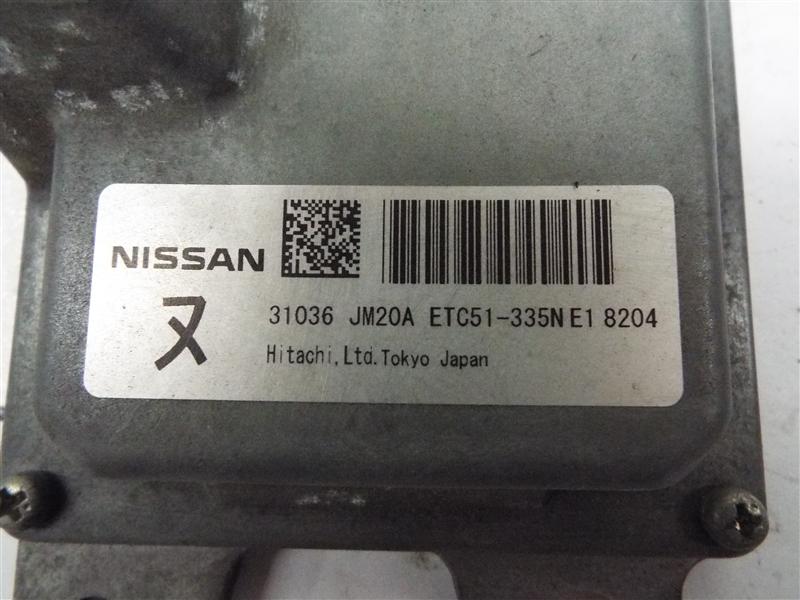 NISSAN
ヌ
31036 JM20A ETC51-335N E1 8204
Hitachi,Ltd.Tokyo Japan